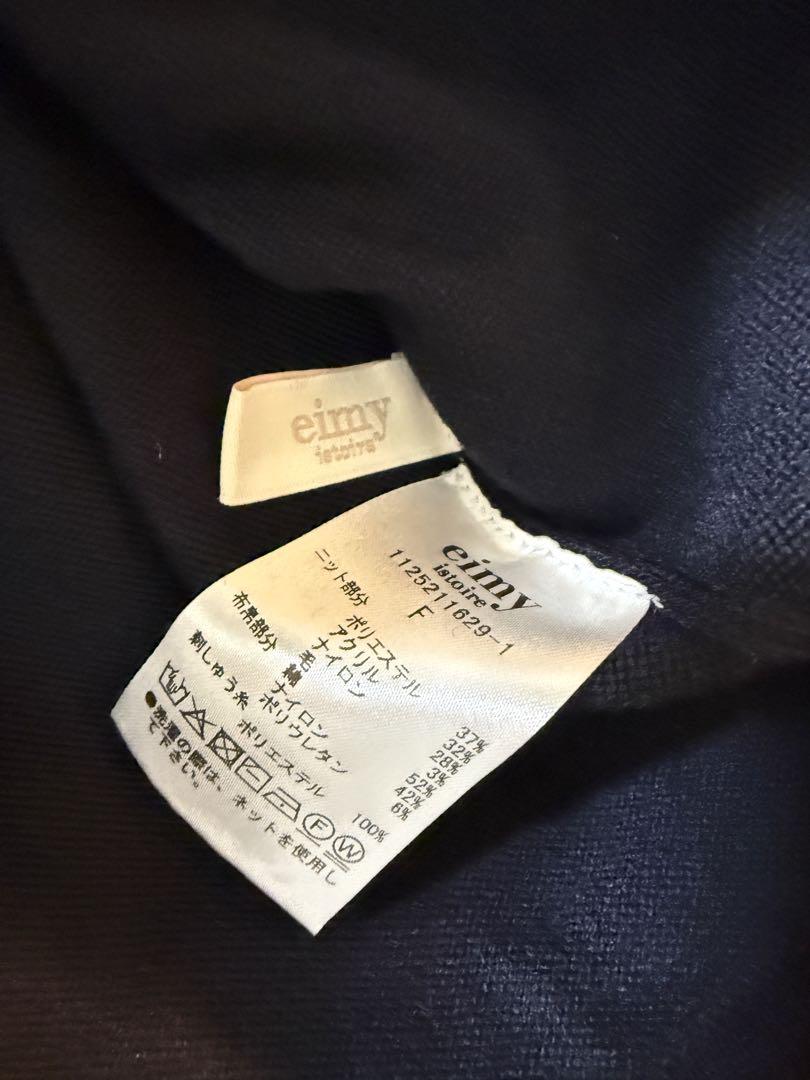 eimy
istoire
eimy
istoire
1125211629-1
F
ニット部分 ポリエステル 37%
アクリル 32%
ナイロン 28%
毛 3%
布帛部分 綿 52%
ナイロン 42%
ポリウレタン 6%
刺しゅう糸 ポリエステル 100%
F W
●洗濯の際は、ネットを使用し
て下さい。